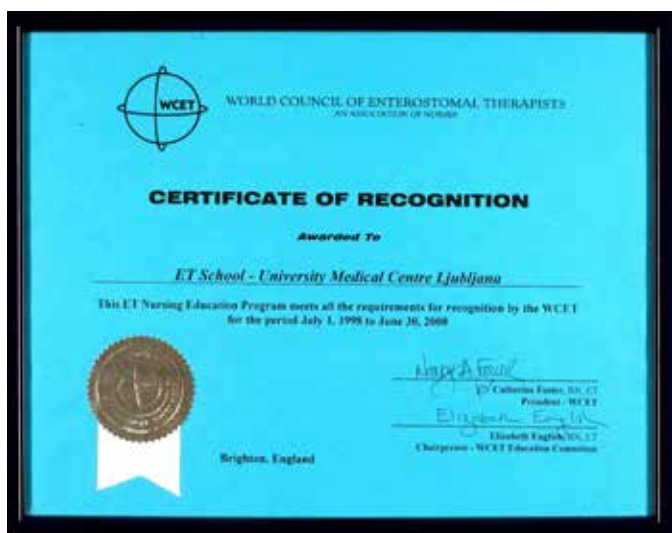 WCET
WORLD COUNCIL OF ENTEROSTOMAL THERAPISTS
AN ASSOCIATION OF NURSES
CERTIFICATE OF RECOGNITION
Awarded To
ET School - University Medical Centre Ljubljana
This ET Nursing Education Program meets all the requirements for recognition by the WCET
for the period July 1, 1998 to June 30, 2008
President - WCET
Elizabeth English
Elizabeth English, RN, ET
Chairperson - WCET Education Committee
Brighton, England